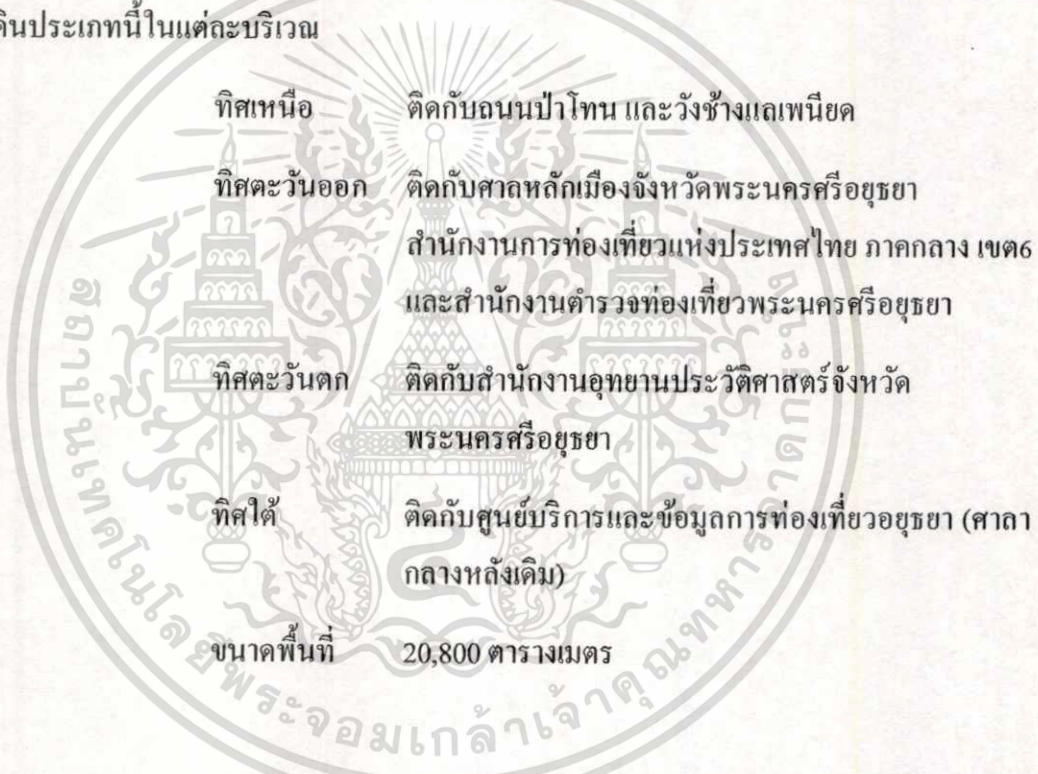 ดินประเภทนี้ในแต่ละบริเวณ
ทิศเหนือ ติดกับถนนป่าโทน และวังช้างแลเพนียด
ทิศตะวันออก ติดกับศาลหลักเมืองจังหวัดพระนครศรีอยุธยา
สำนักงานการท่องเที่ยวแห่งประเทศไทย ภาคกลาง เขต6
และสำนักงานตำรวจท่องเที่ยวพระนครศรีอยุธยา
ทิศตะวันตก ติดกับสำนักงานอุทยานประวัติศาสตร์จังหวัด
พระนครศรีอยุธยา
ทิศใต้ ติดกับศูนย์บริการและข้อมูลการท่องเที่ยวอยุธยา (ศาลา
กลางหลังเดิม)
ขนาดพื้นที่ 20,800 ตารางเมตร
สถาบันเทคโนโลยีพระจอมเกล้าเจ้าคุณทหารลาดกระบัง